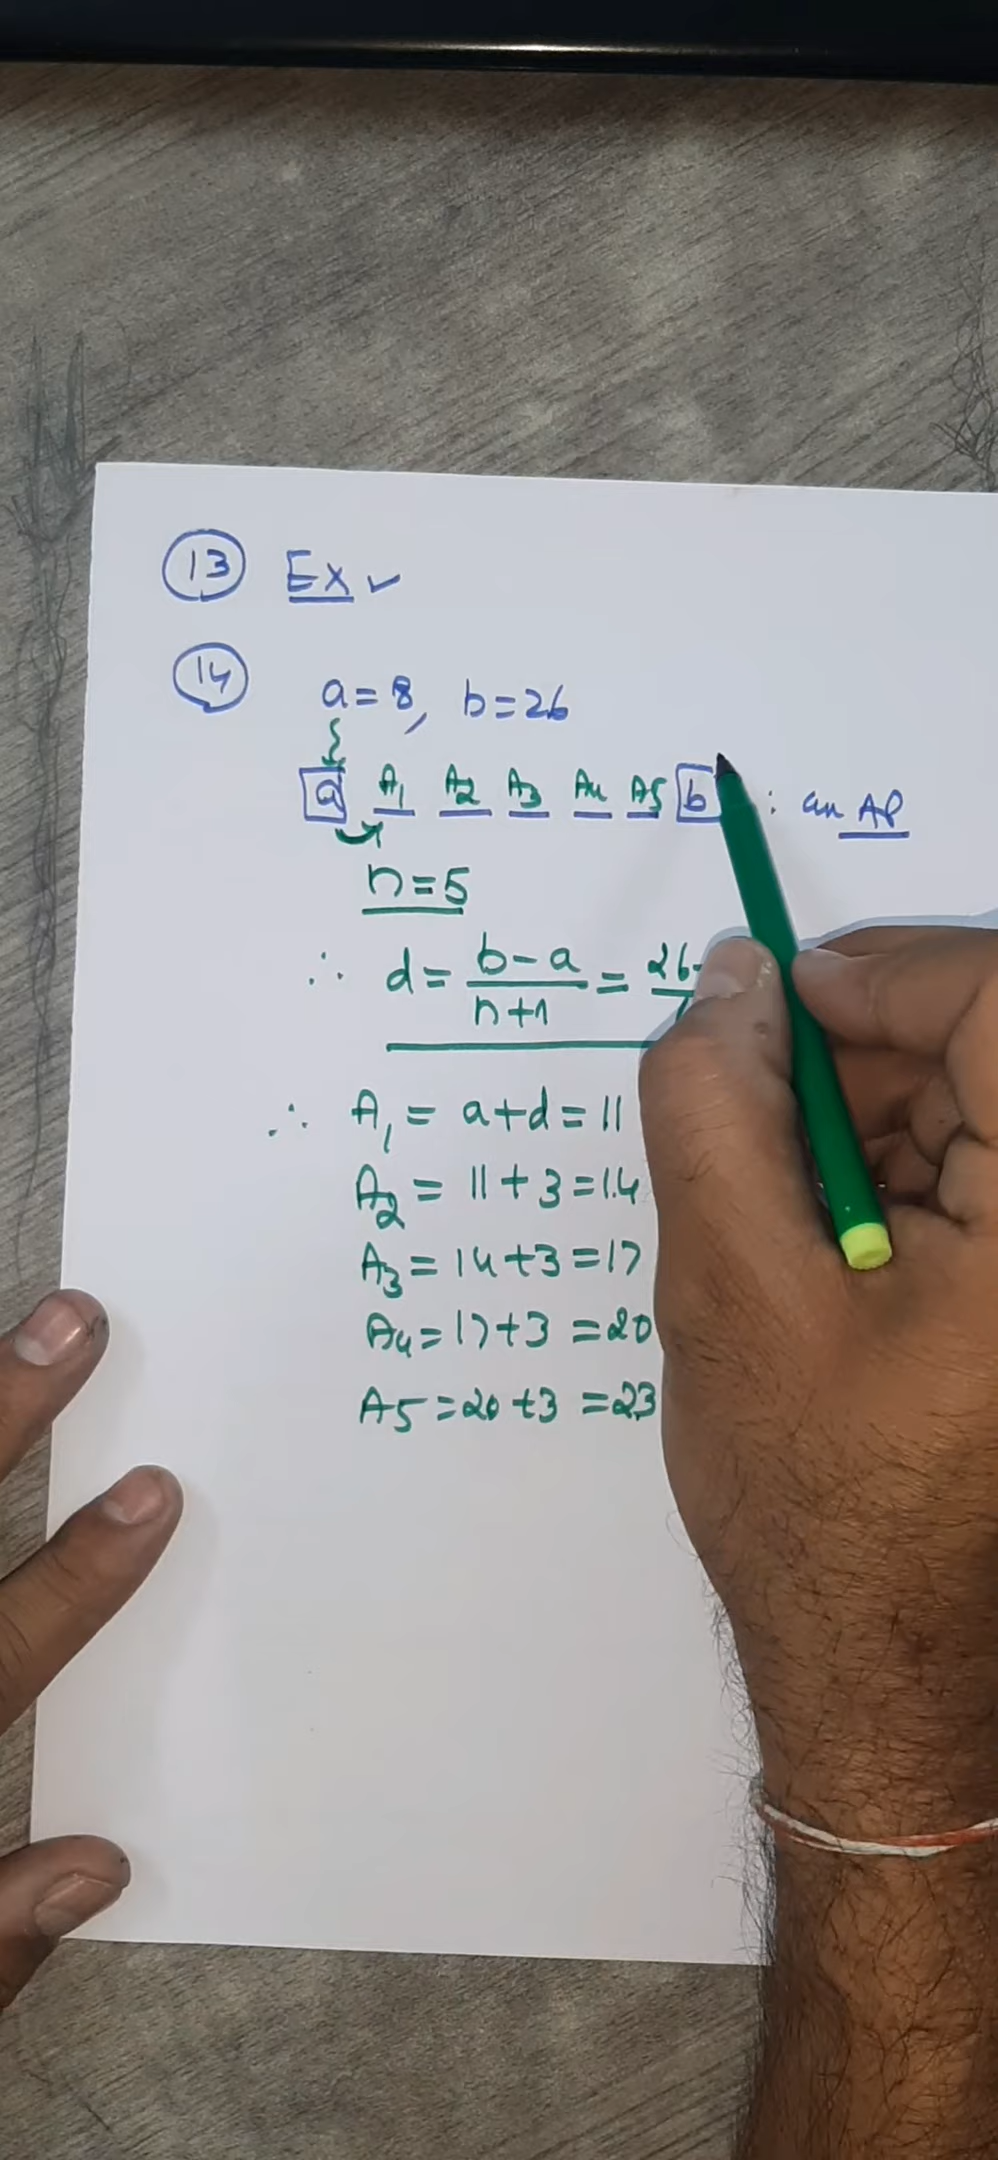 13 Ex ✓
14
a = 8, b = 26
a A1 A2 A3 A4 A5 b : an AP
n = 5
∴ d = b - a / n + 1 = 26
∴ A1 = a + d = 11
A2 = 11 + 3 = 14
A3 = 14 + 3 = 17
A4 = 17 + 3 = 20
A5 = 20 + 3 = 23